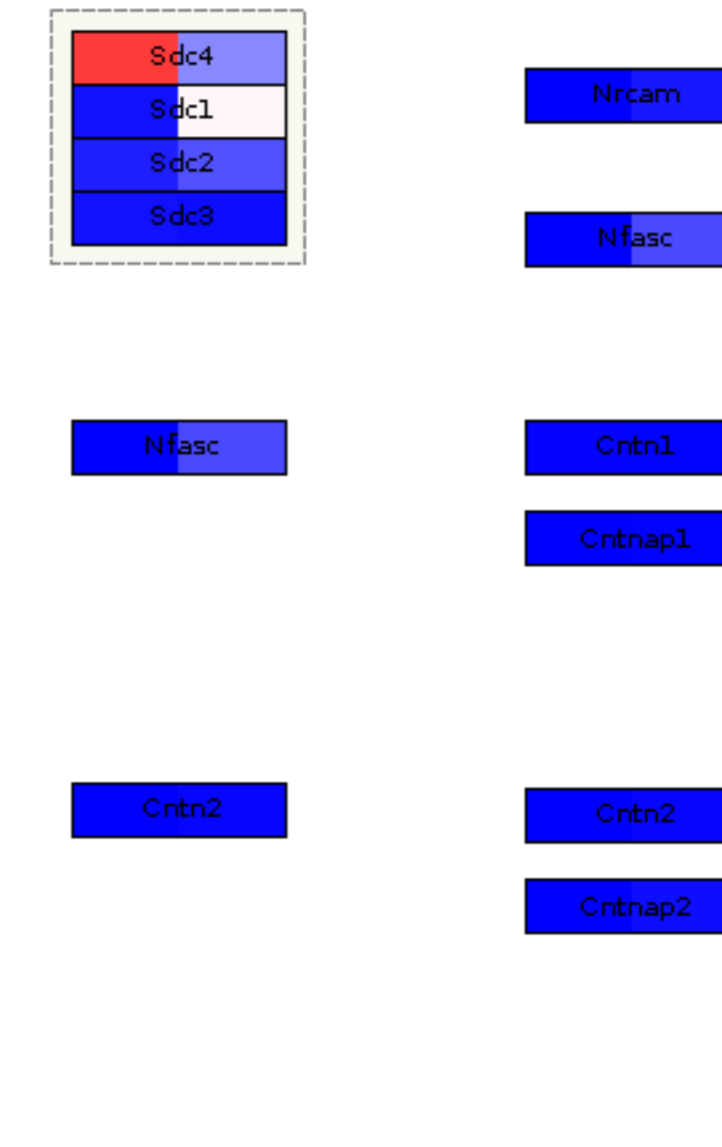 Sdc4
Sdc1
Sdc2
Sdc3
Nrcam
Nfasc
Nfasc
Cntn1
Cntnap1
Cntn2
Cntn2
Cntnap2